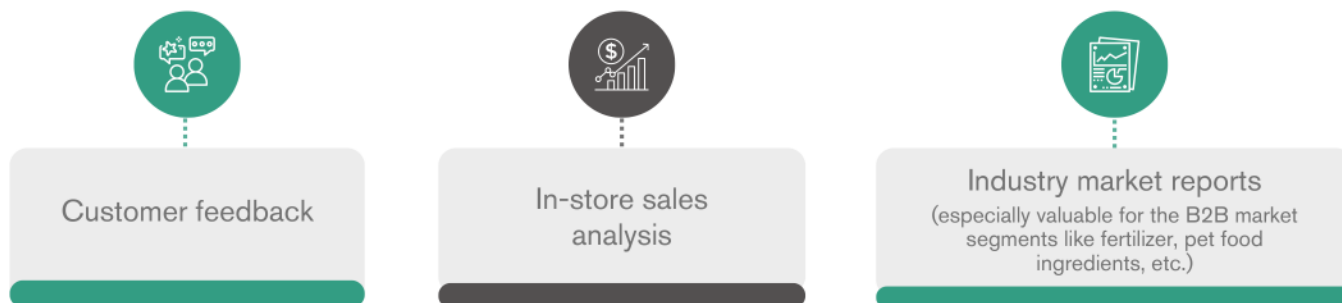 Customer feedback
In-store sales
analysis
Industry market reports
(especially valuable for the B2B market
segments like fertilizer, pet food
ingredients, etc.)